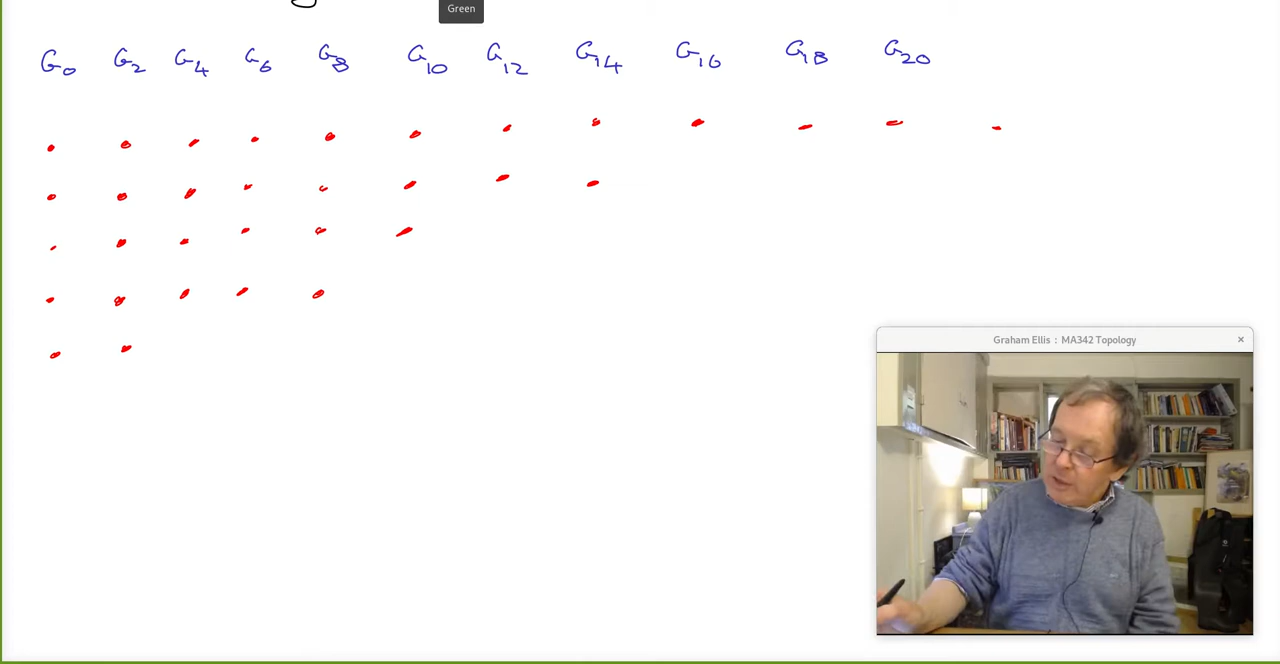 Green
G₀ G₂ G₄ G₆ G₈ G₁₀ G₁₂ G₁₄ G₁₆ G₁₈ G₂₀
Graham Ellis : MA342 Topology ×